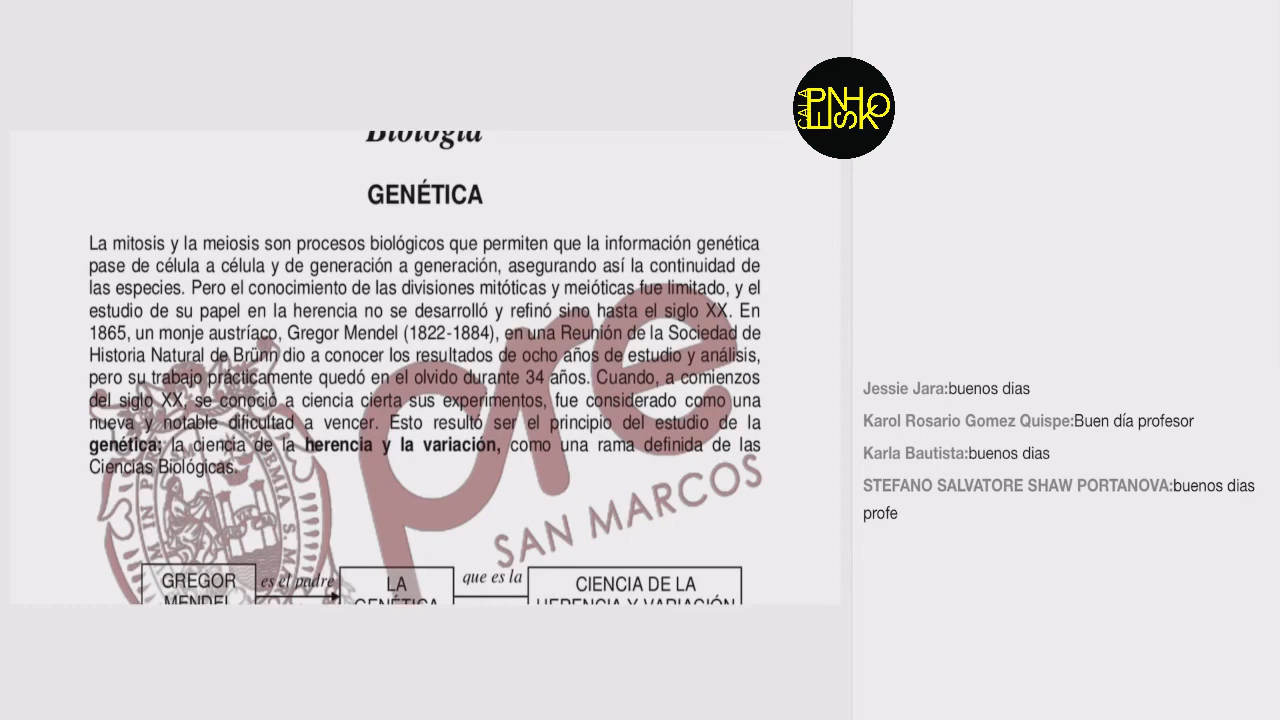 Biología
GENÉTICA
La mitosis y la meiosis son procesos biológicos que permiten que la información genética
pase de célula a célula y de generación a generación, asegurando así la continuidad de
las especies. Pero el conocimiento de las divisiones mitóticas y meióticas fue limitado, y el
estudio de su papel en la herencia no se desarrolló y refinó sino hasta el siglo XX. En
1865, un monje austríaco, Gregor Mendel (1822-1884), en una Reunión de la Sociedad de
Historia Natural de Brünn dio a conocer los resultados de ocho años de estudio y análisis,
pero su trabajo prácticamente quedó en el olvido durante 34 años. Cuando, a comienzos
del siglo XX, se conoció a ciencia cierta sus experimentos, fue considerado como una
nueva y notable dificultad a vencer. Esto resultó ser el principio del estudio de la
genética: la ciencia de la herencia y la variación, como una rama definida de las
Ciencias Biológicas.
pre
SAN MARCOS
GREGOR
MENDEL
es el padre
LA
GENÉTICA
que es la
CIENCIA DE LA
HERENCIA Y VARIACIÓN
Jessie Jara:buenos dias
Karol Rosario Gomez Quispe:Buen día profesor
Karla Bautista:buenos dias
STEFANO SALVATORE SHAW PORTANOVA:buenos dias
profe